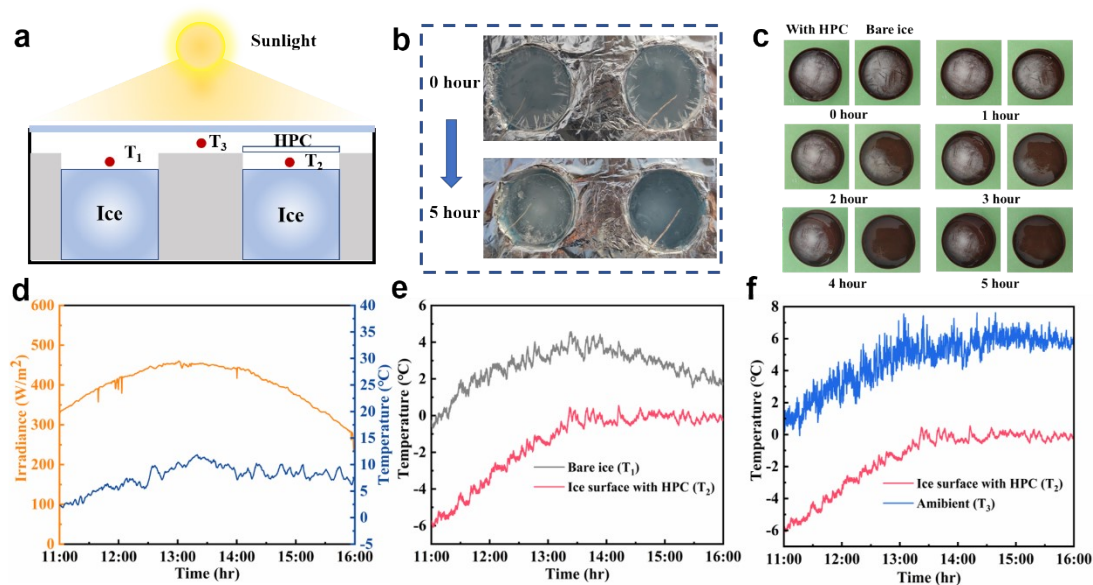 a
Sunlight
T1
T3
HPC
T2
Ice
Ice
b
0 hour
5 hour
c
With HPC Bare ice
0 hour
1 hour
2 hour
3 hour
4 hour
5 hour
d
600
500
400
300
200
100
0
Irradiance (W/m2)
40
35
30
25
20
15
10
5
0
-5
Temperature (°C)
11:00 12:00 13:00 14:00 15:00 16:00
Time (hr)
e
6
4
2
0
-2
-4
-6
Temperature (°C)
Bare ice (T1)
Ice surface with HPC (T2)
11:00 12:00 13:00 14:00 15:00 16:00
Time (hr)
f
8
6
4
2
0
-2
-4
-6
Temperature (°C)
Ice surface with HPC (T2)
Amibient (T3)
11:00 12:00 13:00 14:00 15:00 16:00
Time (hr)